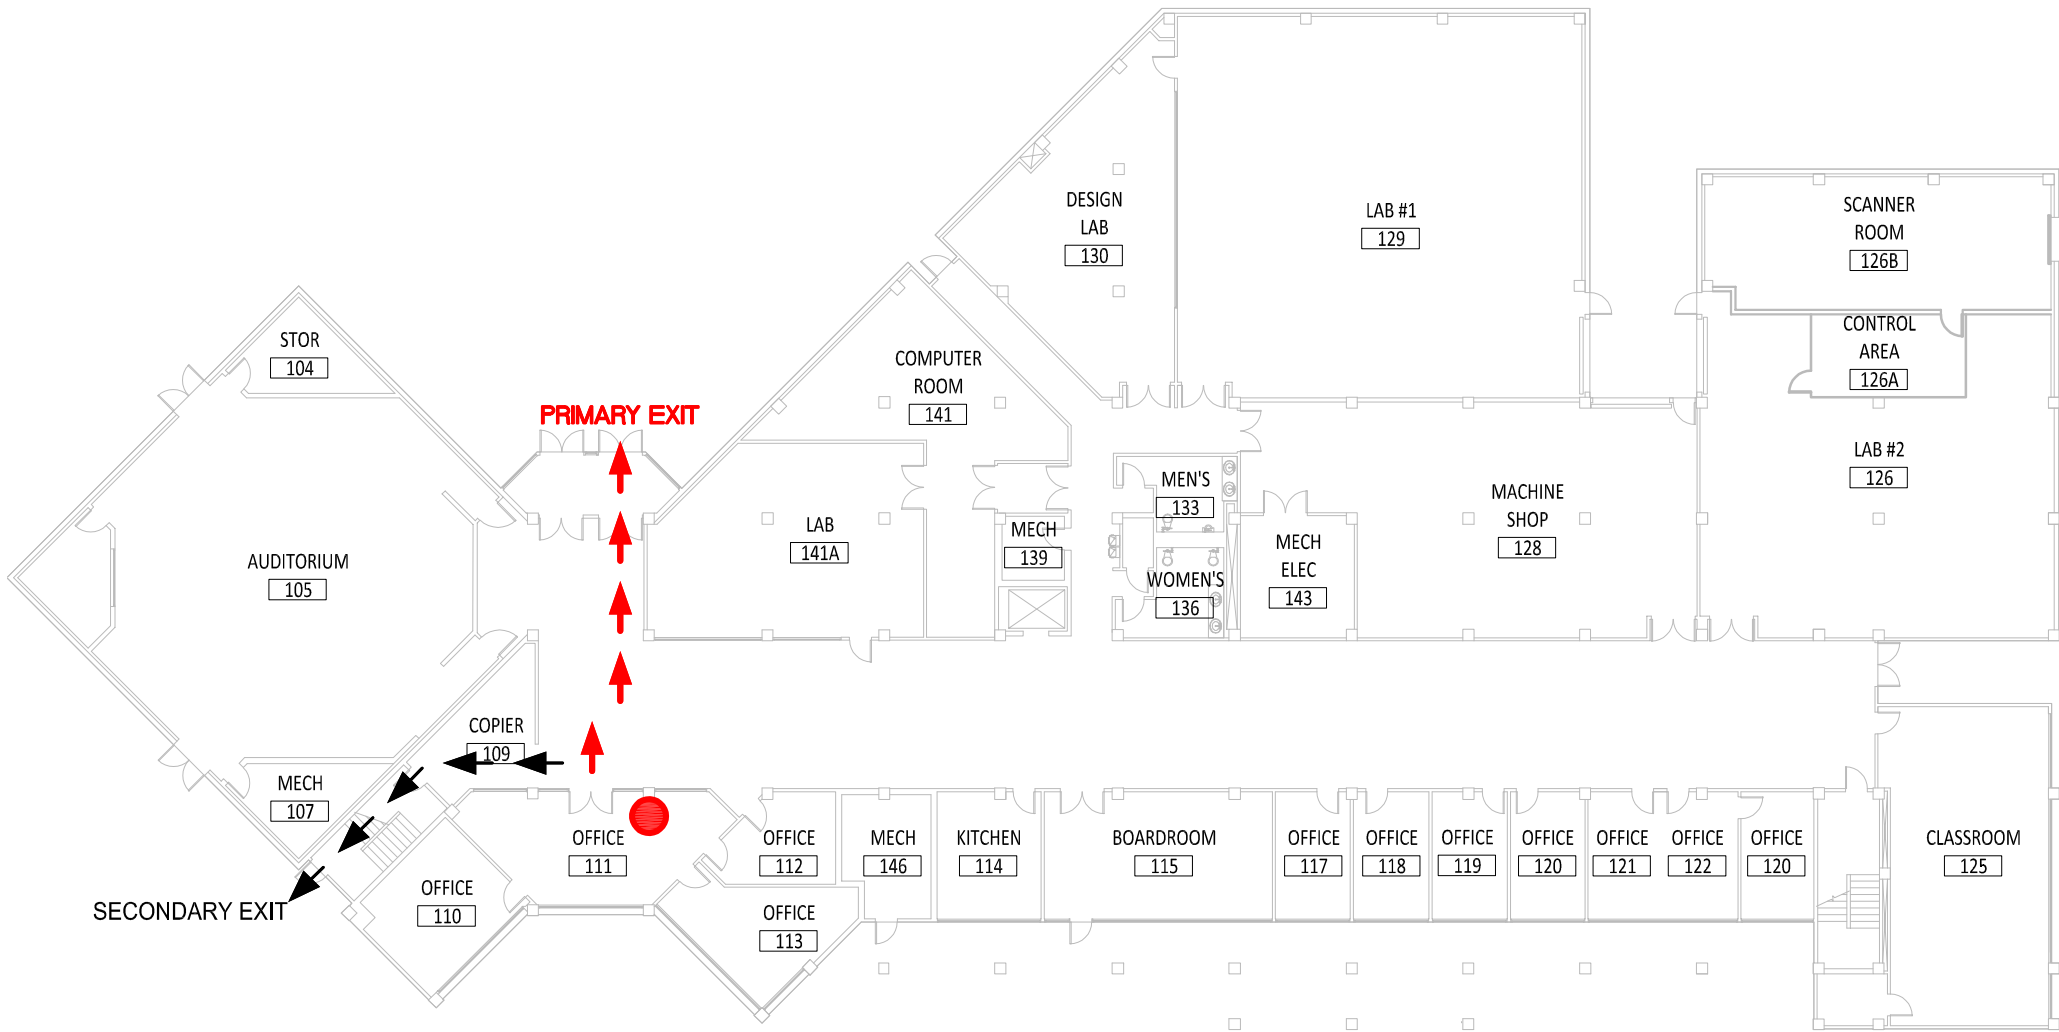 DESIGN
LAB
130
LAB #1
129
SCANNER
ROOM
126B
CONTROL
AREA
126A
STOR
104
COMPUTER
ROOM
141
PRIMARY EXIT
LAB #2
126
MEN'S
133
MACHINE
SHOP
128
LAB
141A
MECH
139
MECH
ELEC
143
AUDITORIUM
105
WOMEN'S
136
COPIER
109
MECH
107
OFFICE
111
OFFICE
112
MECH
146
KITCHEN
114
BOARDROOM
115
OFFICE
117
OFFICE
118
OFFICE
119
OFFICE
120
OFFICE
121
OFFICE
122
OFFICE
120
CLASSROOM
125
OFFICE
110
SECONDARY EXIT
OFFICE
113